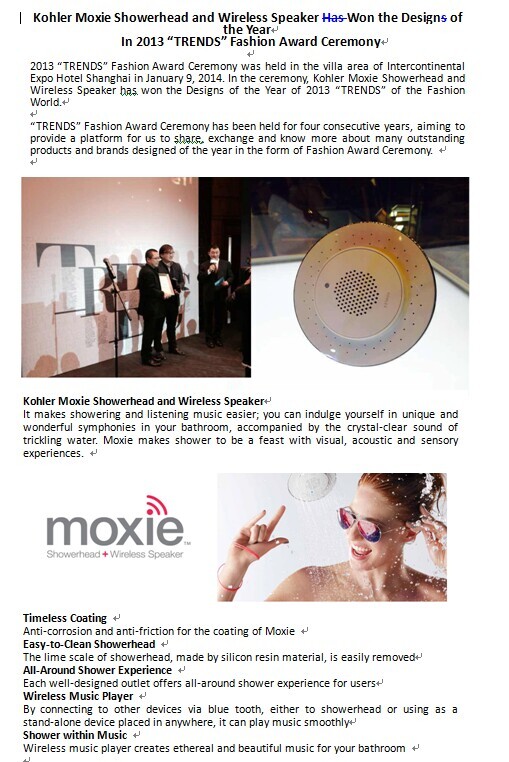 Kohler Moxie Showerhead and Wireless Speaker Has Won the Designs of
the Year
In 2013 “TRENDS” Fashion Award Ceremony
2013 “TRENDS” Fashion Award Ceremony was held in the villa area of Intercontinental
Expo Hotel Shanghai in January 9, 2014. In the ceremony, Kohler Moxie Showerhead and
Wireless Speaker has won the Designs of the Year of 2013 “TRENDS” of the Fashion
World.
“TRENDS” Fashion Award Ceremony has been held for four consecutive years, aiming to
provide a platform for us to share, exchange and know more about many outstanding
products and brands designed of the year in the form of Fashion Award Ceremony.
Kohler Moxie Showerhead and Wireless Speaker
It makes showering and listening music easier; you can indulge yourself in unique and
wonderful symphonies in your bathroom, accompanied by the crystal-clear sound of
trickling water. Moxie makes shower to be a feast with visual, acoustic and sensory
experiences.
moxie™
Showerhead + Wireless Speaker
Timeless Coating
Anti-corrosion and anti-friction for the coating of Moxie
Easy-to-Clean Showerhead
The lime scale of showerhead, made by silicon resin material, is easily removed
All-Around Shower Experience
Each well-designed outlet offers all-around shower experience for users
Wireless Music Player
By connecting to other devices via blue tooth, either to showerhead or using as a
stand-alone device placed in anywhere, it can play music smoothly
Shower within Music
Wireless music player creates ethereal and beautiful music for your bathroom